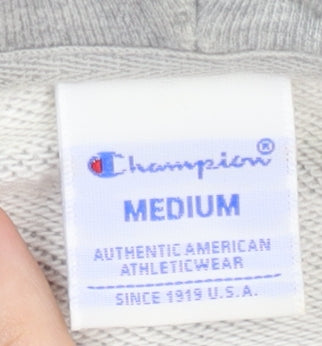 Champion®
MEDIUM
AUTHENTIC AMERICAN
ATHLETICWEAR
SINCE 1919 U.S.A.